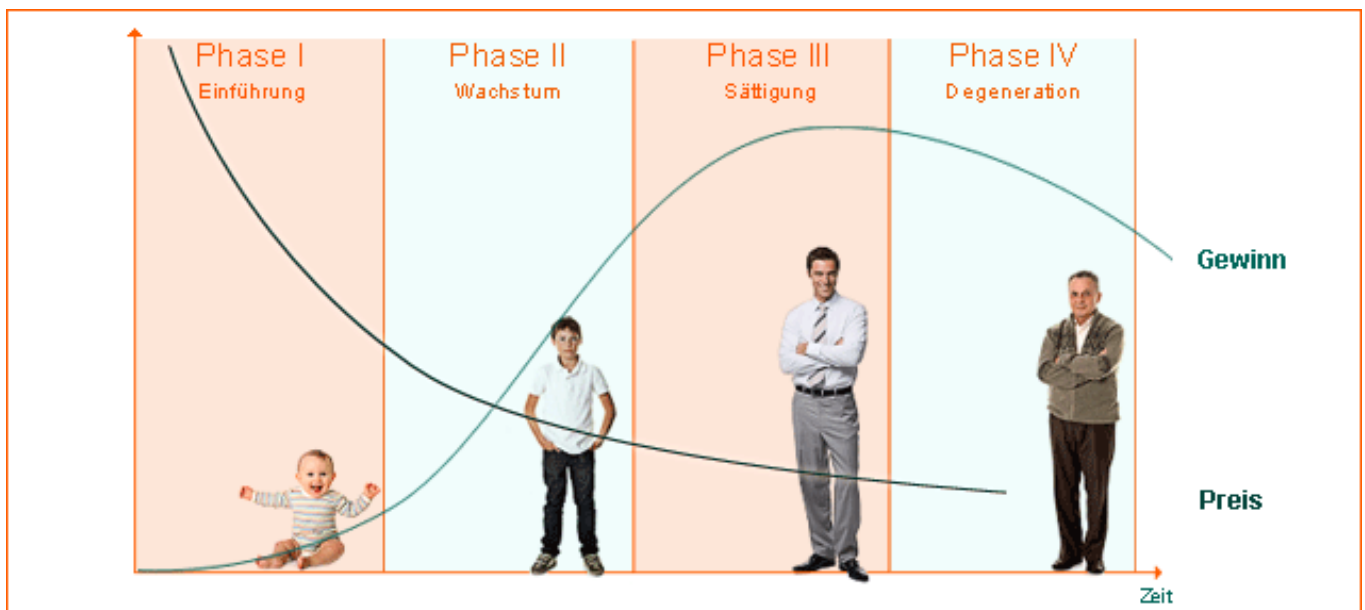 Phase I
Einführung
Phase II
Wachstum
Phase III
Sättigung
Phase IV
Degeneration
Gewinn
Preis
Zeit